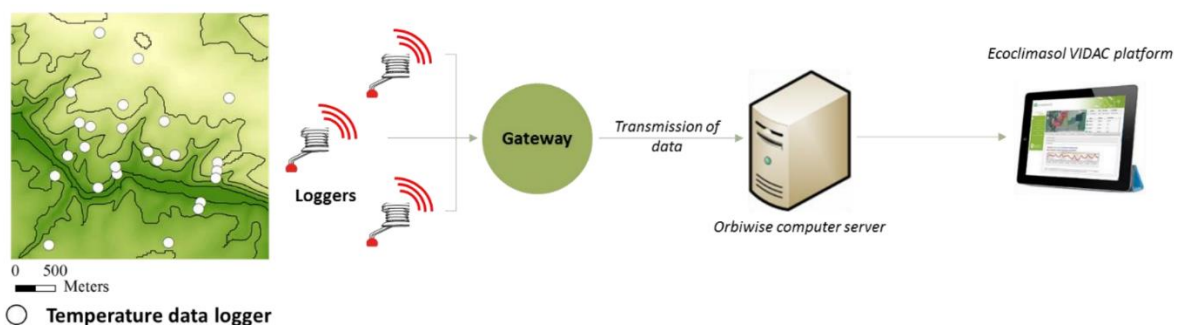 Ecoclimasol VIDAC platform
Gateway
Transmission of
data
Loggers
Orbiwise computer server
0 500
Meters
Temperature data logger